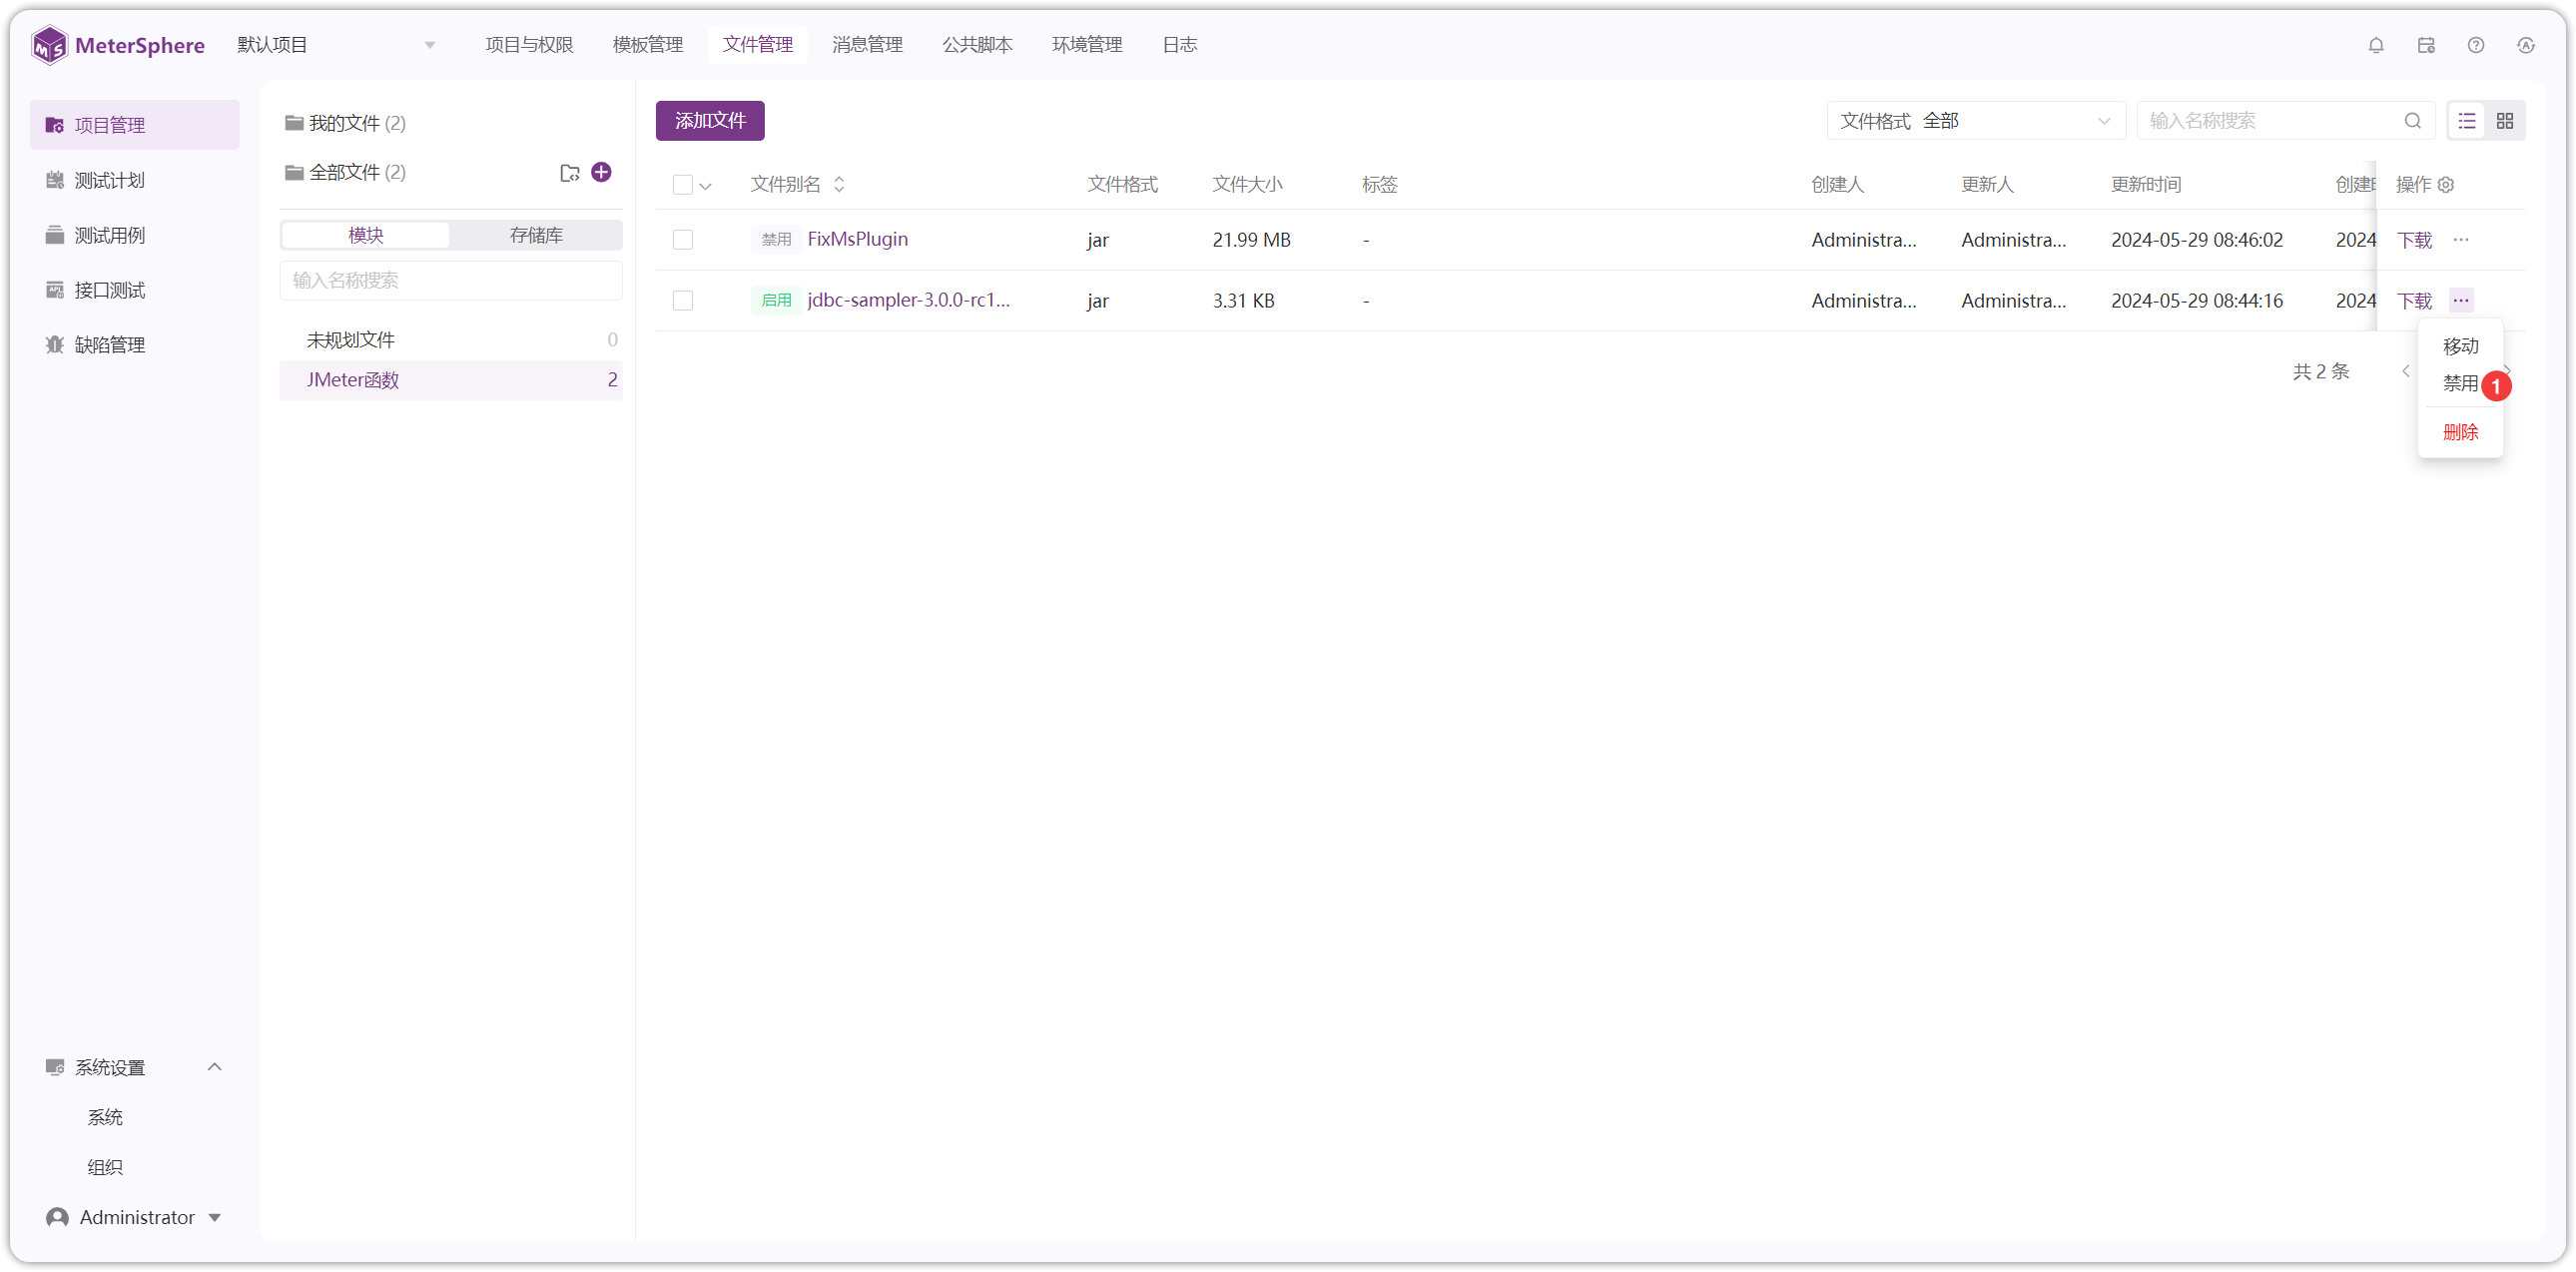 MeterSphere 默认项目 项目与权限 模板管理 文件管理 消息管理 公共脚本 环境管理 日志
项目管理
测试计划
测试用例
接口测试
缺陷管理
系统设置
系统
组织
Administrator
我的文件 (2)
全部文件 (2)
模块 存储库
输入名称搜索
未规划文件 0
JMeter函数 2
添加文件 文件格式 全部 输入名称搜索
文件别名 文件格式 文件大小 标签 创建人 更新人 更新时间 创建 操作
禁用 FixMsPlugin jar 21.99 MB - Administra... Administra... 2024-05-29 08:46:02 2024 下载 ...
启用 jdbc-sampler-3.0.0-rc1... jar 3.31 KB - Administra... Administra... 2024-05-29 08:44:16 2024 下载 ...
共 2 条
移动
禁用 1
删除